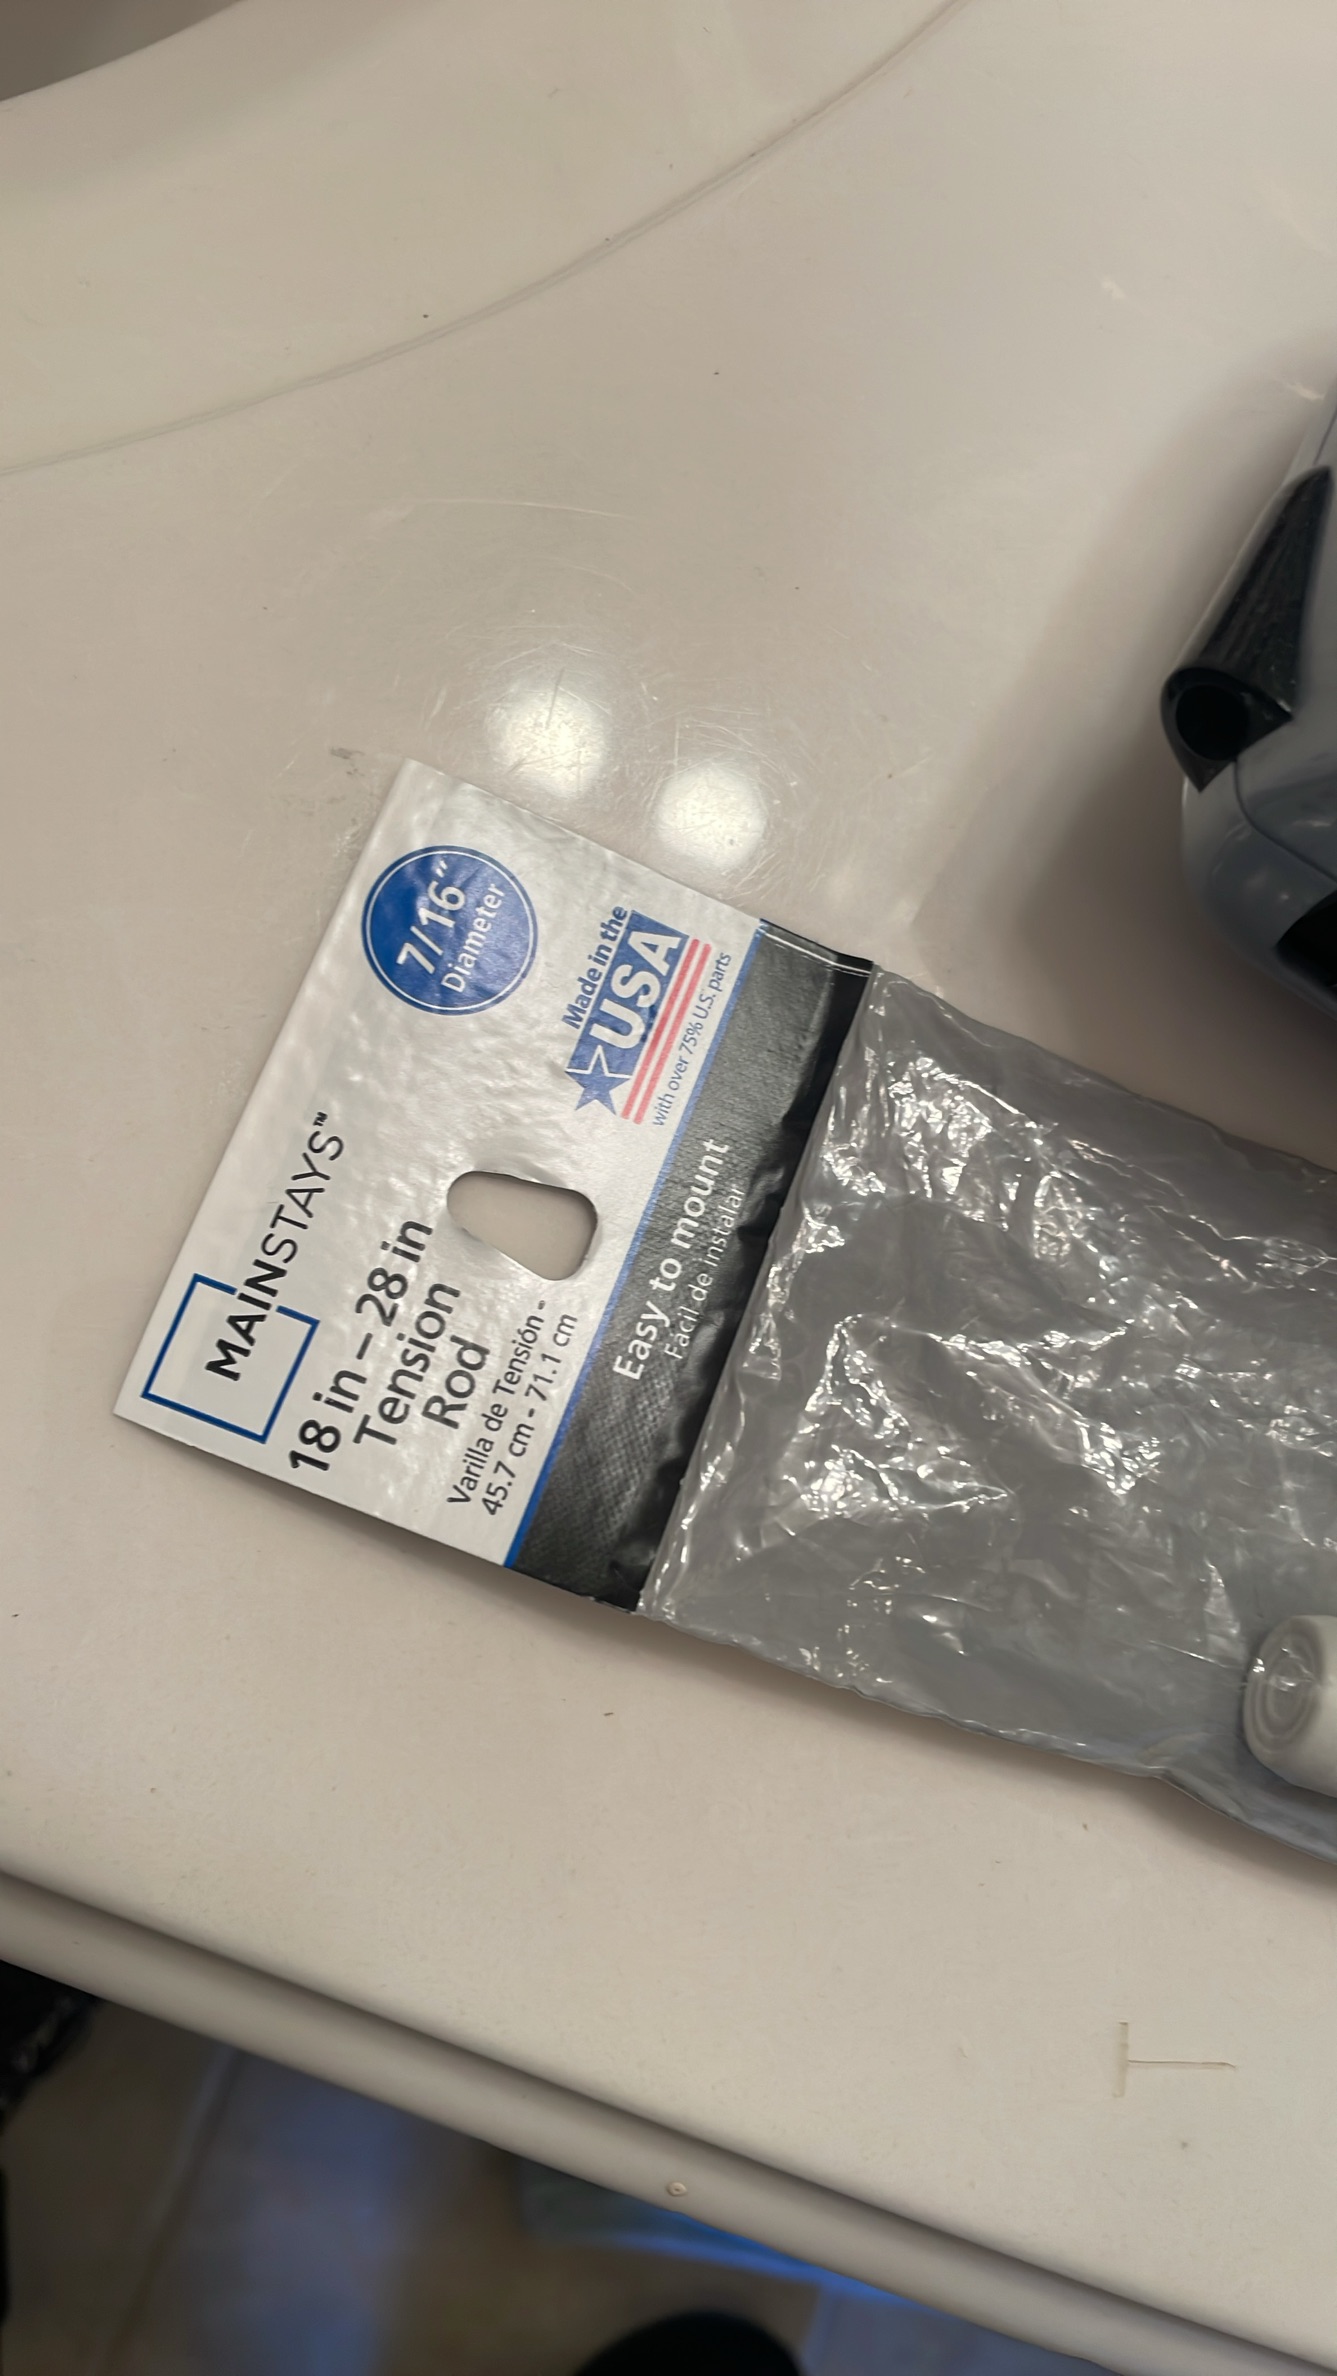 MAINSTAYS™
7/16"
Diameter
18 in – 28 in
Tension
Rod
Varilla de Tensión -
45.7 cm - 71.1 cm
Made in the
USA
with over 75% U.S. parts
Easy to mount
Fácil de instalar